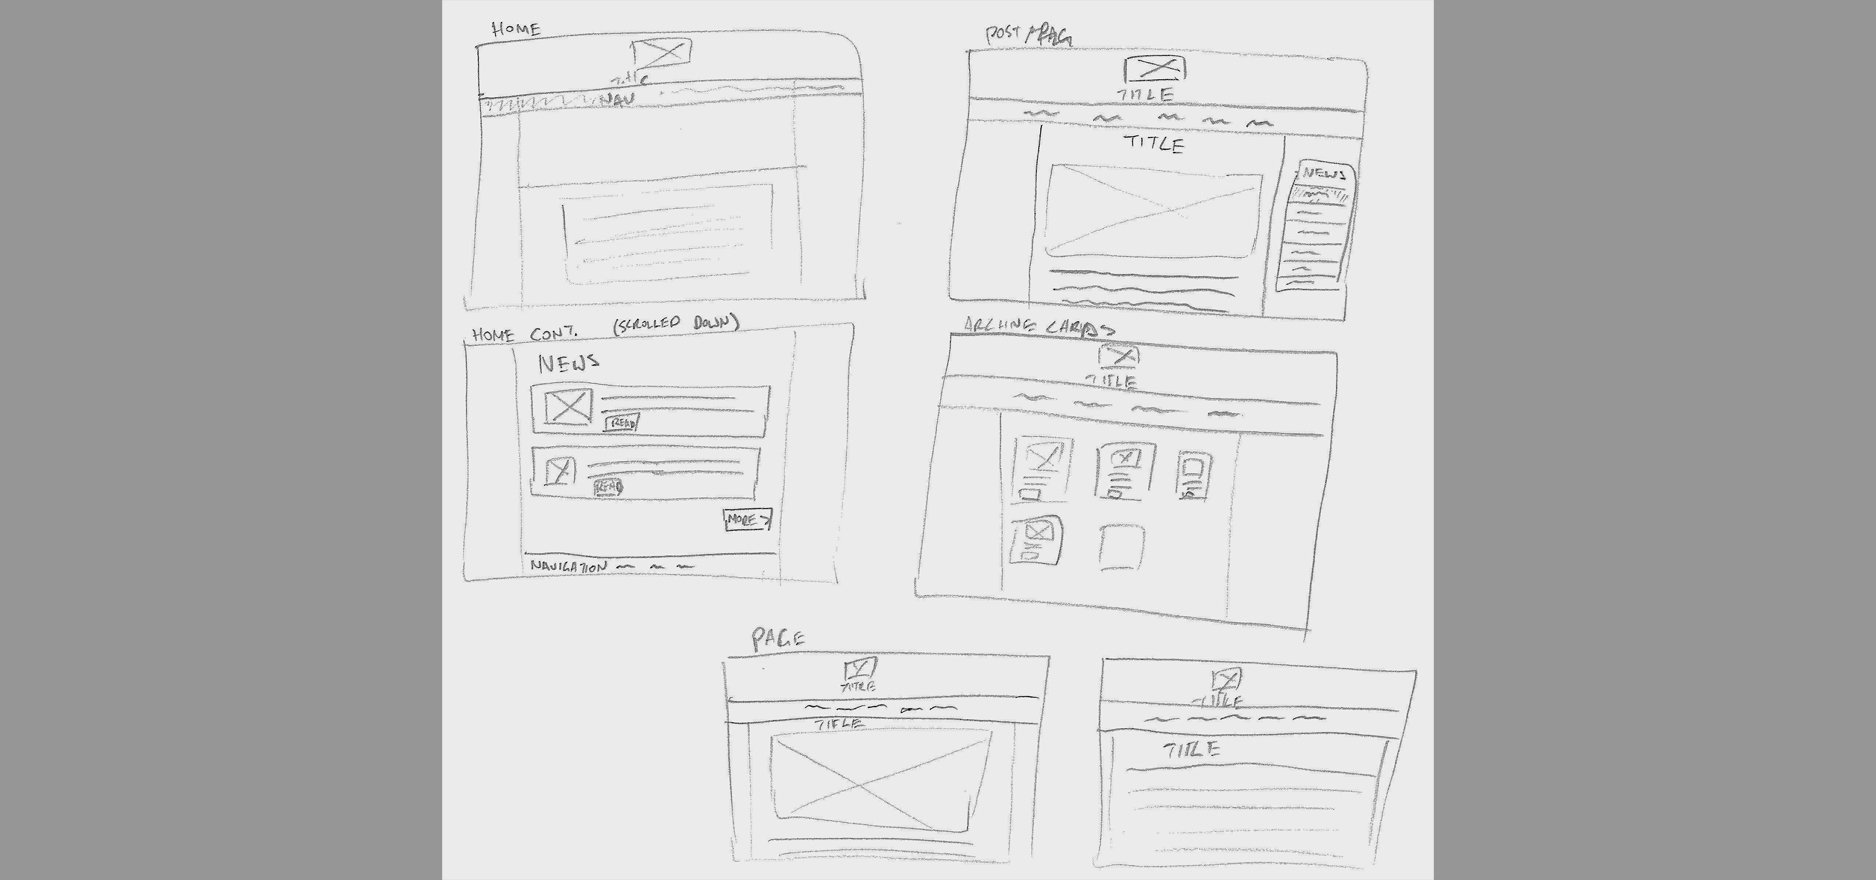 HOME
Title
NAV
POST PAG
TITLE
TITLE
NEWS
HOME CONT. (SCROLLED DOWN)
NEWS
READ
READ
MORE >
NAVIGATION
ARCHIVE CARDS
TITLE
PAGE
TITLE
TITLE
TITLE
TITLE